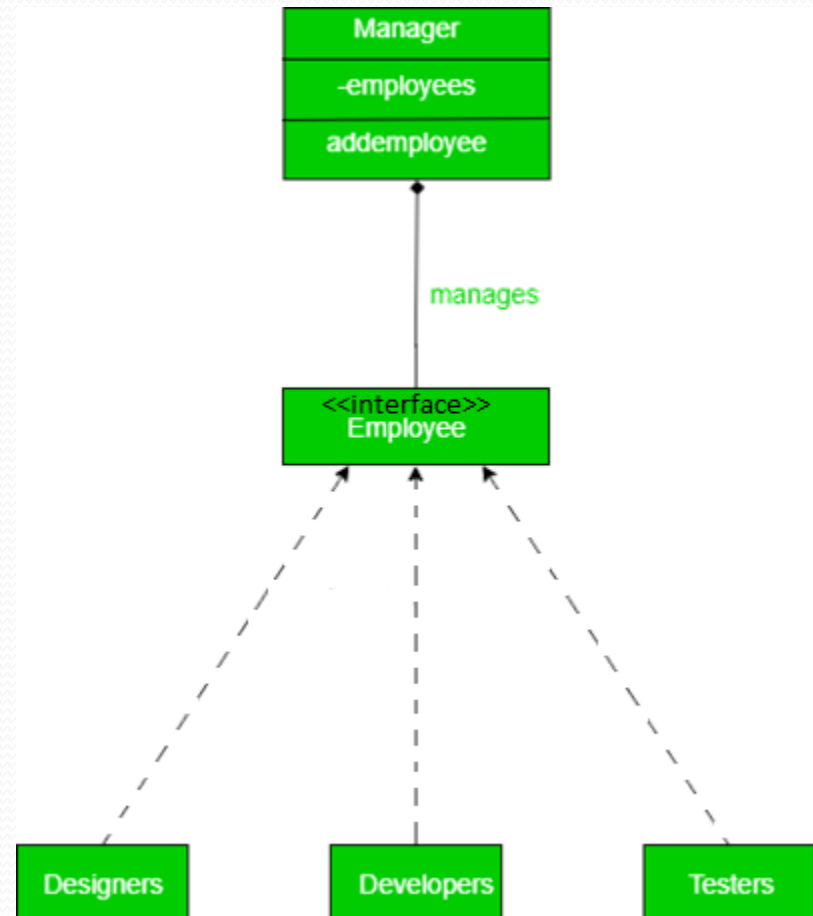 Manager
-employees
addemployee
manages
<<interface>>
Employee
Designers
Developers
Testers